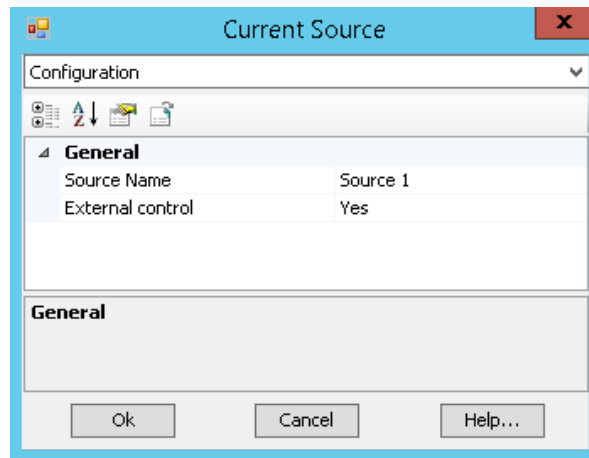 Current Source
X
Configuration
A
Z
General
Source Name Source 1
External control Yes
General
Ok Cancel Help...